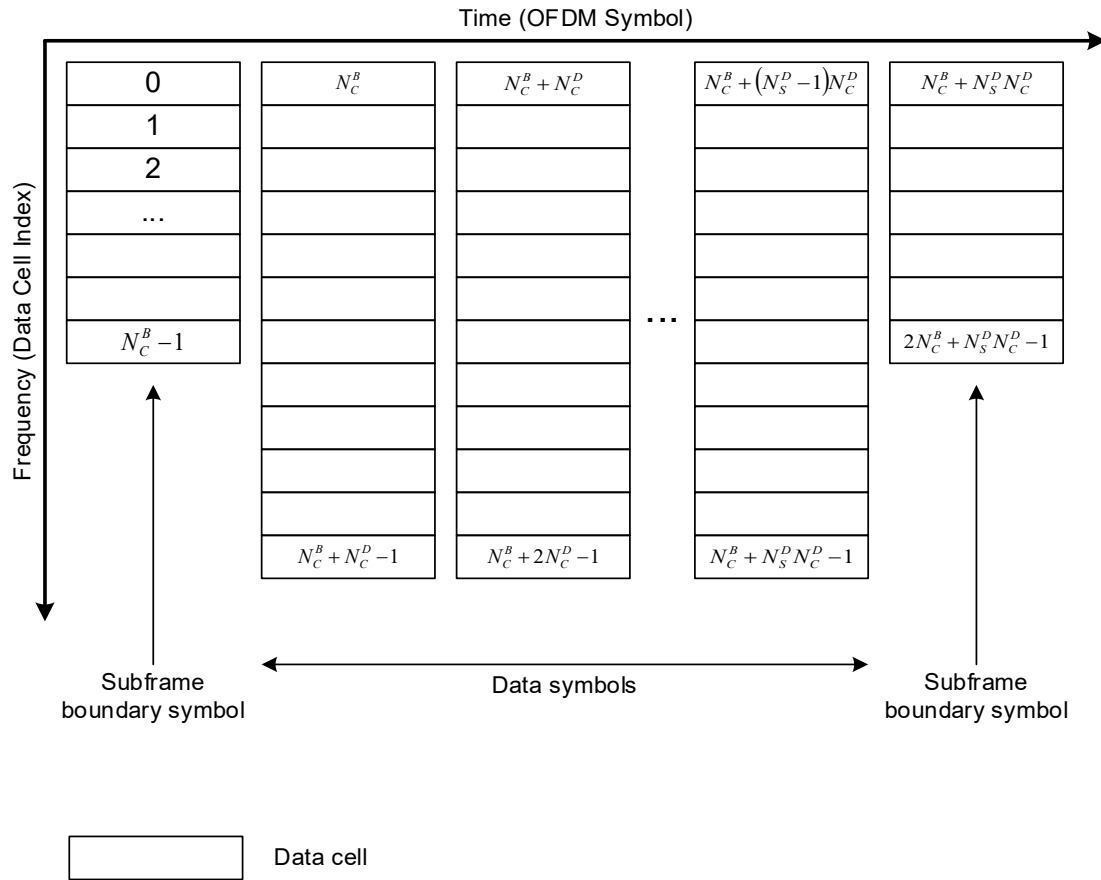 Time (OFDM Symbol)
Frequency (Data Cell Index)
0
1
2
...
N_C^B −1
N_C^B
N_C^B + N_C^D −1
N_C^B + N_C^D
N_C^B + 2N_C^D −1
...
N_C^B + (N_S^D −1)N_C^D
N_C^B + N_S^D N_C^D −1
N_C^B + N_S^D N_C^D
2N_C^B + N_S^D N_C^D −1
Subframe
boundary symbol
Data symbols
Subframe
boundary symbol
Data cell